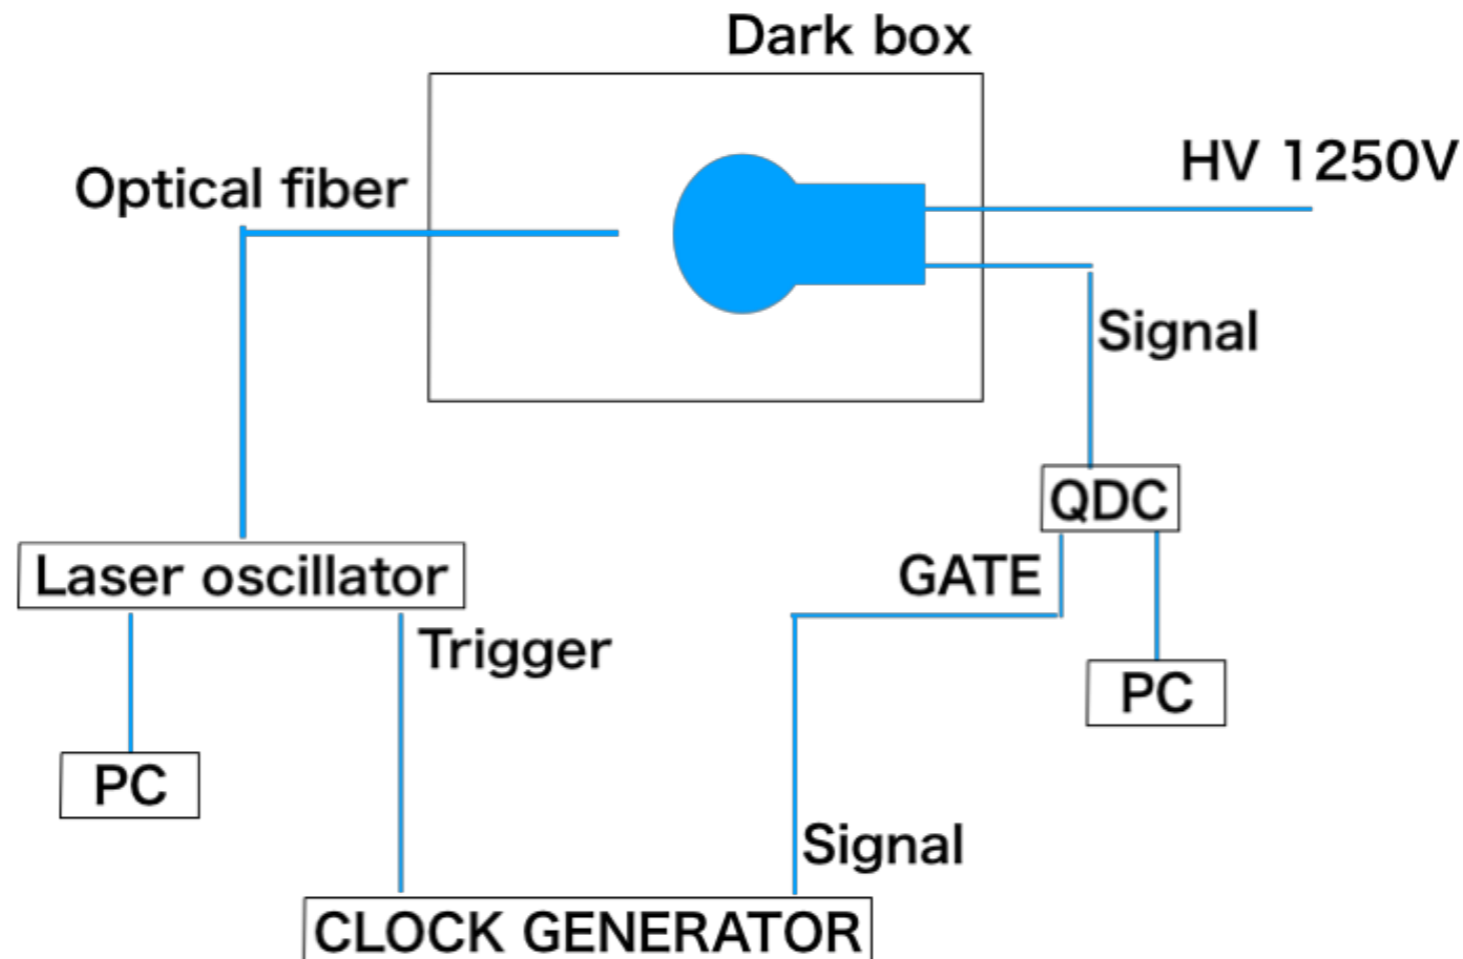 Dark box
HV 1250V
Optical fiber
Signal
QDC
Laser oscillator
GATE
Trigger
PC
PC
Signal
CLOCK GENERATOR